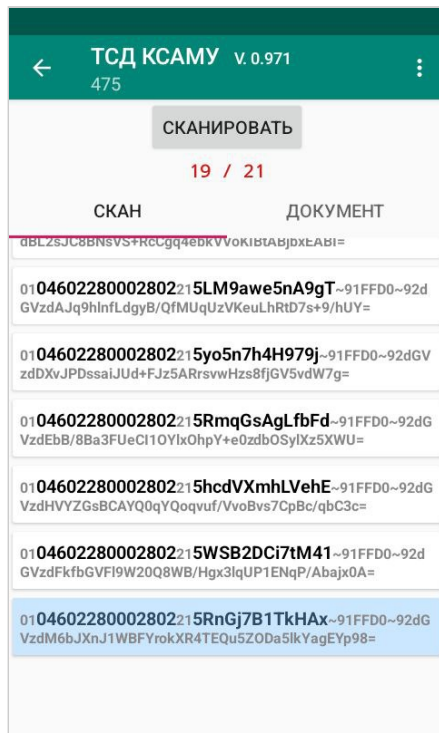 ТСД КСАМУ V. 0.971
475
СКАНИРОВАТЬ
19 / 21
СКАН ДОКУМЕНТ
0104602280002802215LM9awe5nA9gT~91FFD0~92d
GVzdAJq9hlnfLdgyB/QfMUqUzVKeuLhRtD7s+9/hUY=
0104602280002802215yo5n7h4H979j~91FFD0~92dGV
zdDXvJPDssaiJUd+FJz5ARrsvwHzs8fjGV5vdW7g=
0104602280002802215RmqGsAgLfbFd~91FFD0~92dG
VzdEbB/8Ba3FUeCI1OYlxOhpY+e0zdbOSylXz5XWU=
0104602280002802215hcdVXmhLVehE~91FFD0~92dG
VzdHVYZGsBCAYQ0qYQoqvuf/VvoBvs7CpBc/qbC3c=
0104602280002802215WSB2DCi7tM41~91FFD0~92d
GVzdFkfbGVFl9W20Q8WB/Hgx3lqUP1ENqP/Abajx0A=
0104602280002802215RnGj7B1TkHAx~91FFD0~92dG
VzdM6bJXnJ1WBFYrokXR4TEQu5ZODa5lkYagEYp98=